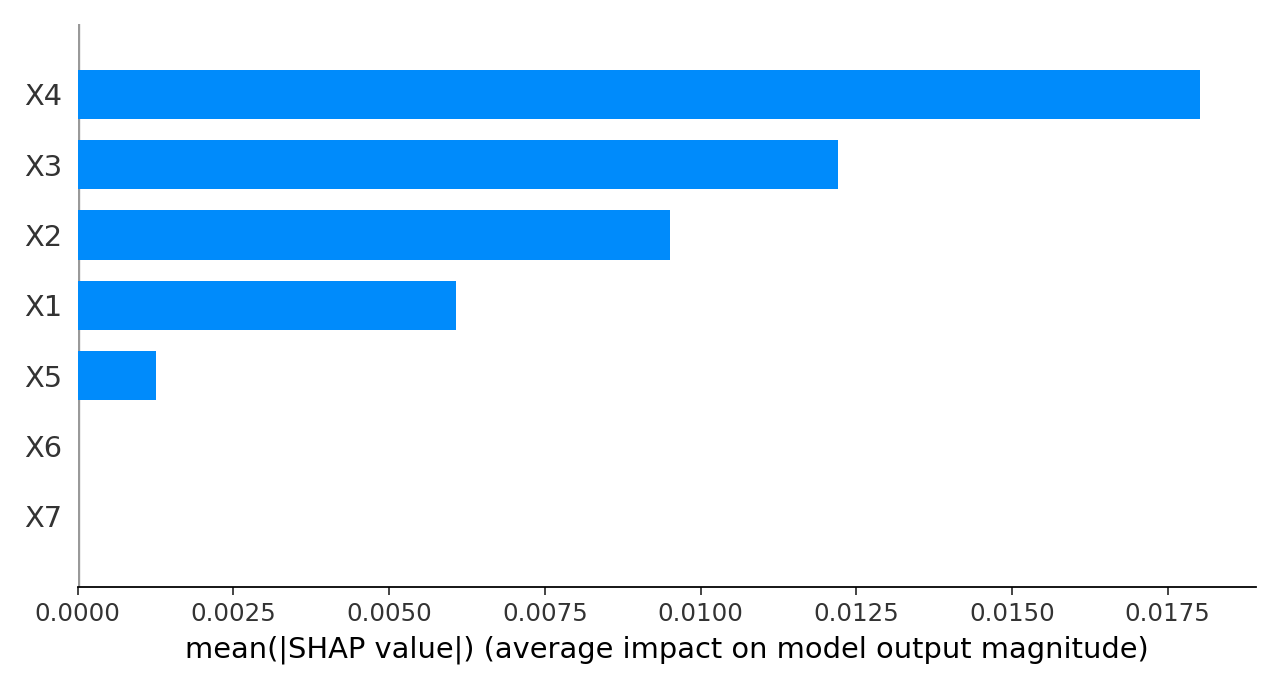 X4
X3
X2
X1
X5
X6
X7
0.0000 0.0025 0.0050 0.0075 0.0100 0.0125 0.0150 0.0175
mean(|SHAP value|) (average impact on model output magnitude)